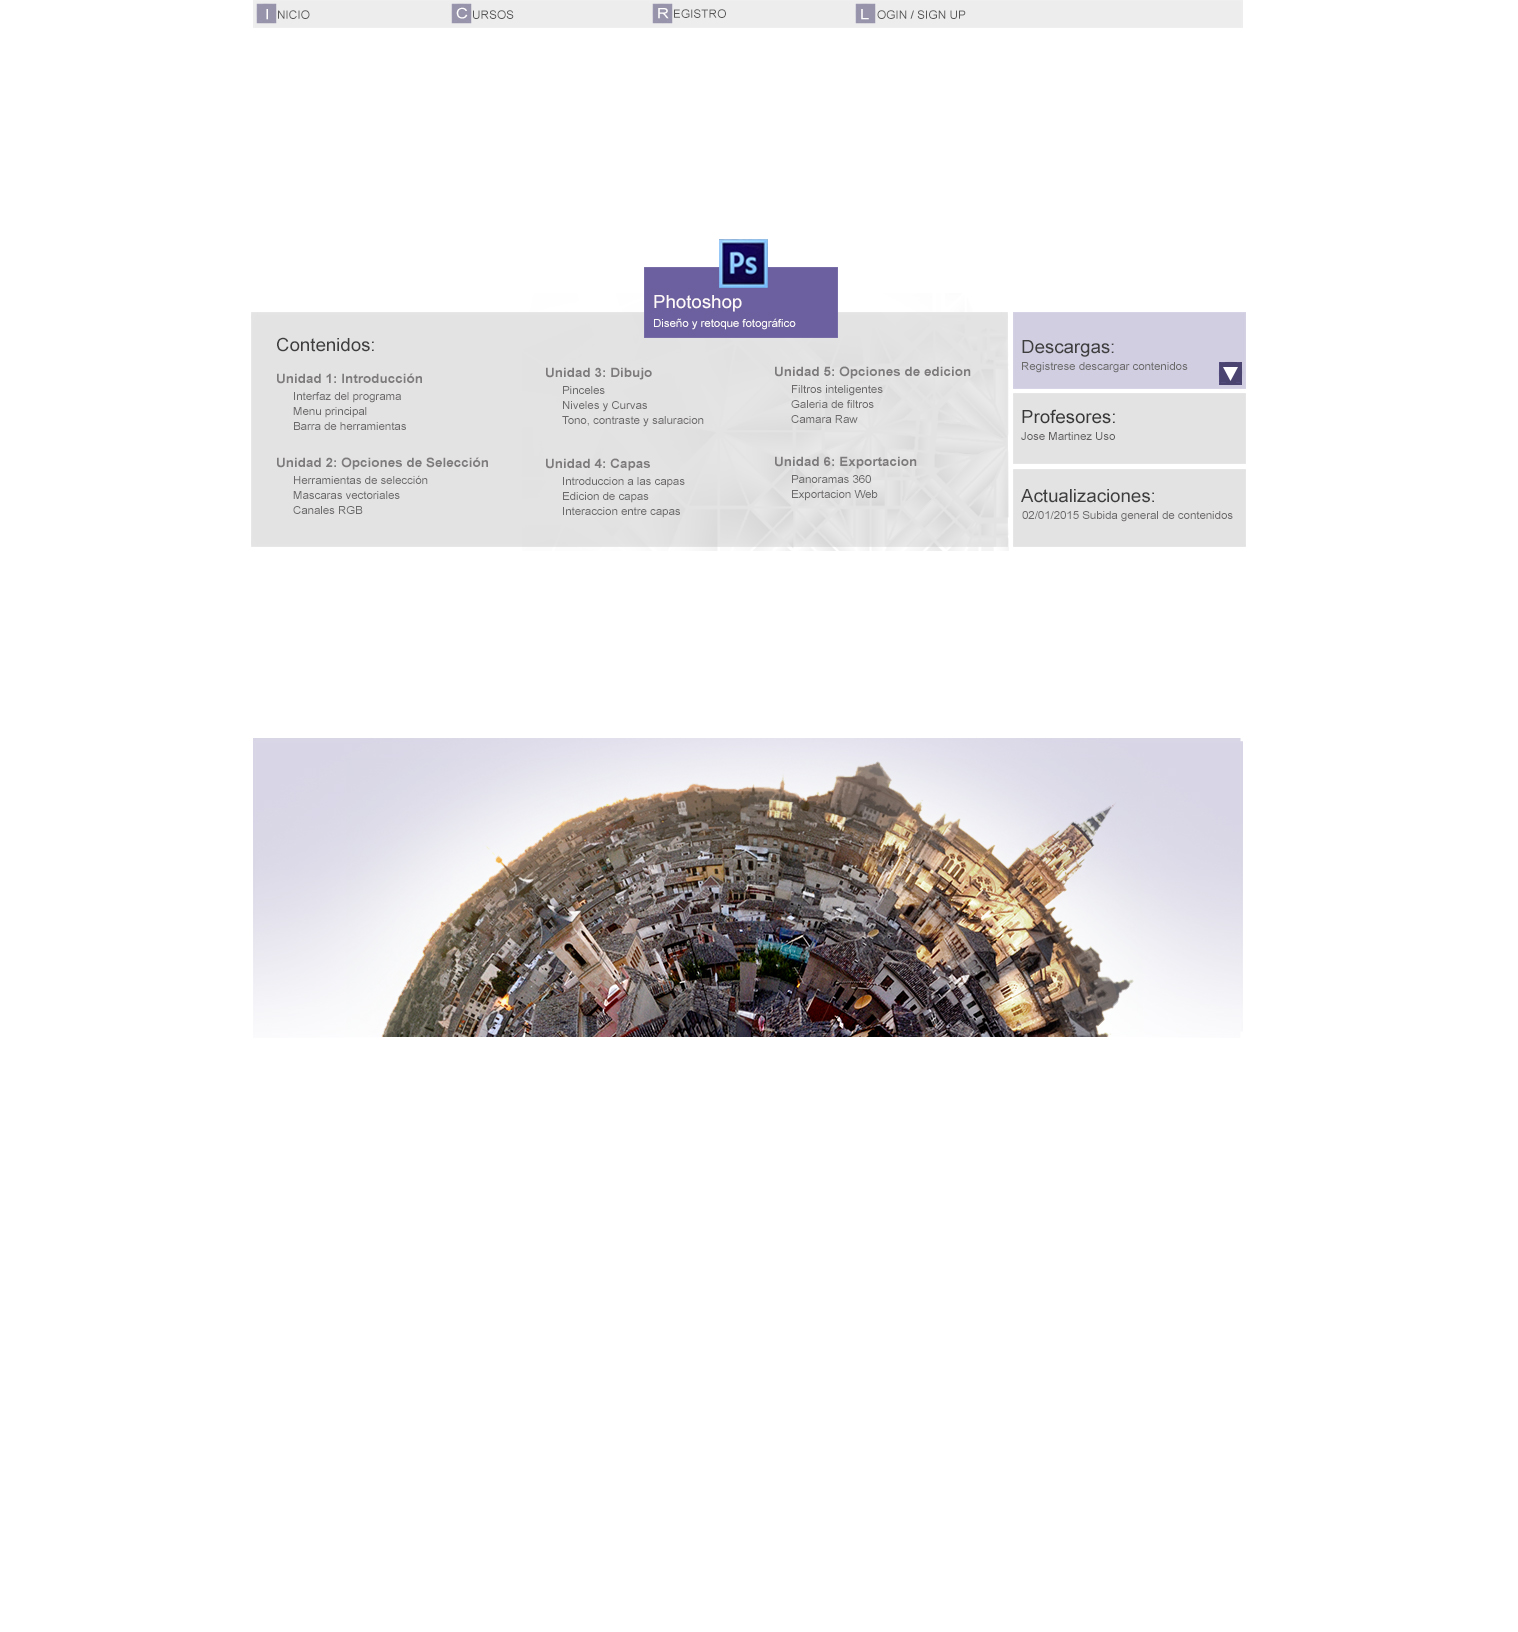 INICIO
CURSOS
REGISTRO
LOGIN / SIGN UP
Ps
Photoshop
Diseño y retoque fotográfico
Contenidos:
Unidad 1: Introducción
Interfaz del programa
Menu principal
Barra de herramientas
Unidad 2: Opciones de Selección
Herramientas de selección
Mascaras vectoriales
Canales RGB
Unidad 3: Dibujo
Pinceles
Niveles y Curvas
Tono, contraste y saluracion
Unidad 4: Capas
Introduccion a las capas
Edicion de capas
Interaccion entre capas
Unidad 5: Opciones de edicion
Filtros inteligentes
Galeria de filtros
Camara Raw
Unidad 6: Exportacion
Panoramas 360
Exportacion Web
Descargas:
Registrese descargar contenidos
Profesores:
Jose Martinez Uso
Actualizaciones:
02/01/2015 Subida general de contenidos